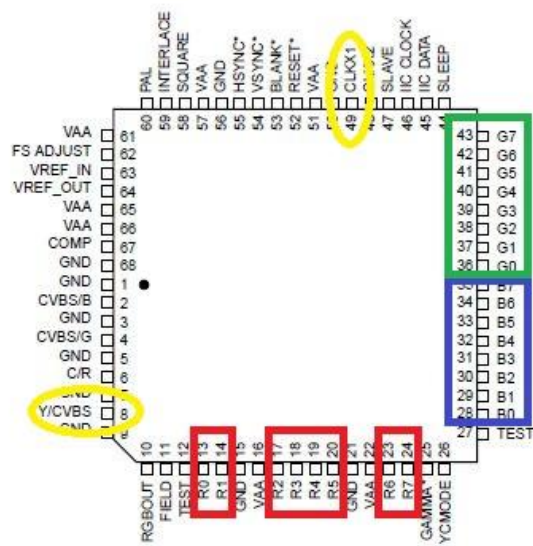 PAL
INTERLACE
SQUARE
VAA
GND
HSYNC*
VSYNC*
BLANK*
RESET*
VAA
CLKX1
SLAVE
IIC CLOCK
IIC DATA
SLEEP
60 59 58 57 56 55 54 53 52 51 49 47 46 45 44
VAA 61
FS ADJUST 62
VREF_IN 63
VREF_OUT 64
VAA 65
VAA 66
COMP 67
GND 68
GND 1
CVBS/B 2
GND 3
CVBS/G 4
GND 5
C/R 6
GND
Y/CVBS 8
GND 9
43 G7
42 G6
41 G5
40 G4
39 G3
38 G2
37 G1
36 G0
35 B7
34 B6
33 B5
32 B4
31 B3
30 B2
29 B1
28 B0
27 TEST
10 11 12 13 14 15 16 17 18 19 20 21 22 23 24 25 26
RGBOUT
FIELD
TEST
R0
R1
GND
VAA
R2
R3
R4
R5
GND
VAA
R6
R7
GAMMA*
YCMODE